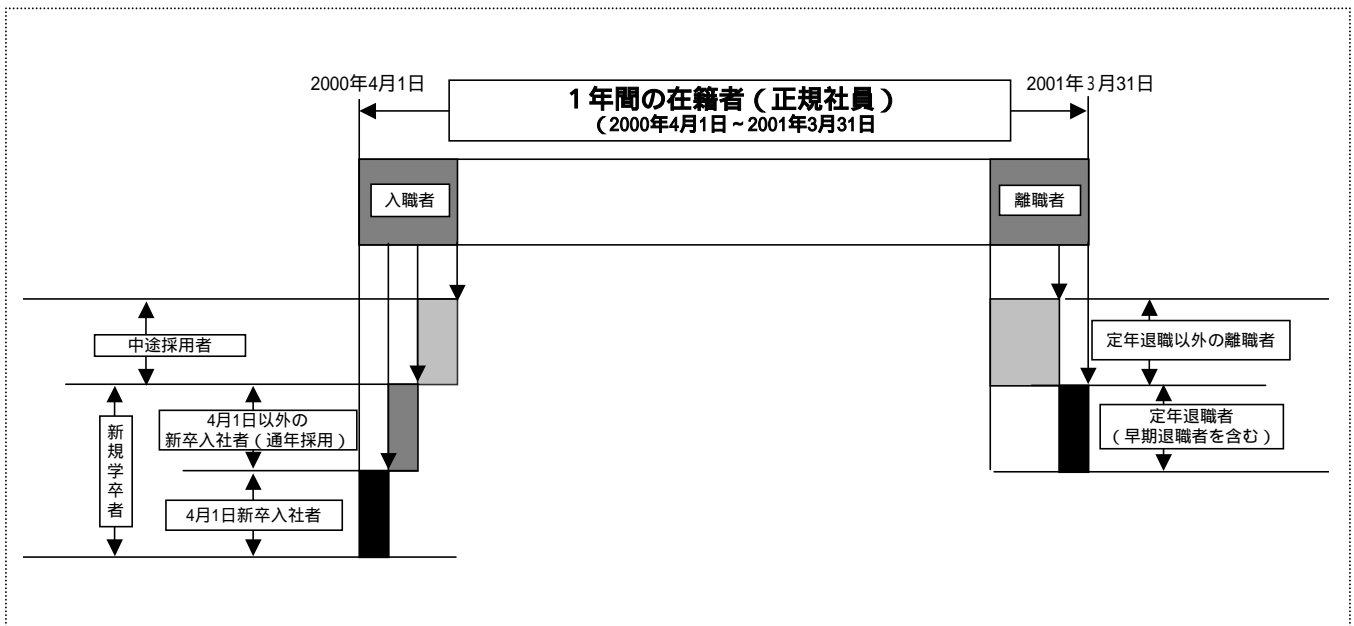 2000年4月1日
2001年3月31日
1年間の在籍者(正規社員)
(2000年4月1日~2001年3月31日
入職者
離職者
中途採用者
定年退職以外の離職者
新規学卒者
4月1日以外の
新卒入社者(通年採用)
定年退職者
(早期退職者を含む)
4月1日新卒入社者